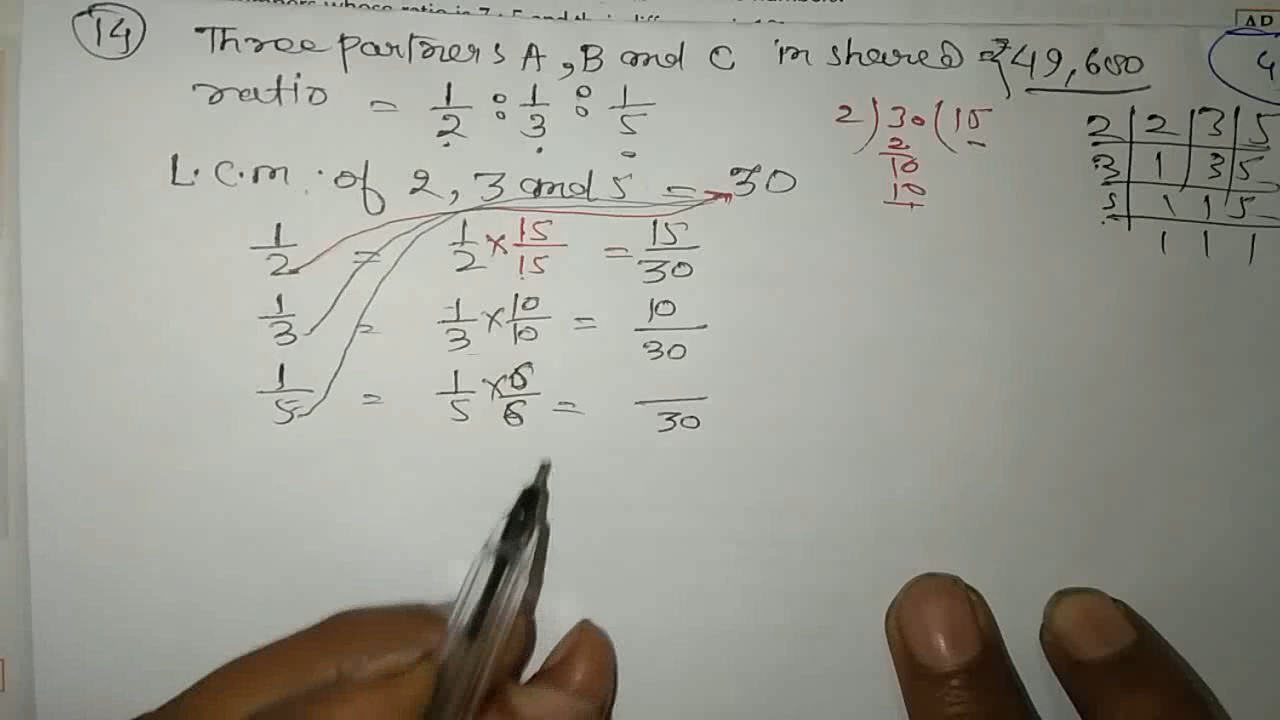 (14) Three partners A, B and C in shared ₹ 49,600
ratio = 1/2 : 1/3 : 1/5
2) 30 (15
2
10
10
L.C.m. of 2, 3 and 5 = 30
1/2 = 1/2 × 15/15 = 15/30
1/3 = 1/3 × 10/10 = 10/30
1/5 = 1/5 × 6/6 = /30
AD
4
2 | 2 | 3 | 5
3 | 1 | 3 | 5
5 | 1 | 1 | 5
1 | 1 | 1